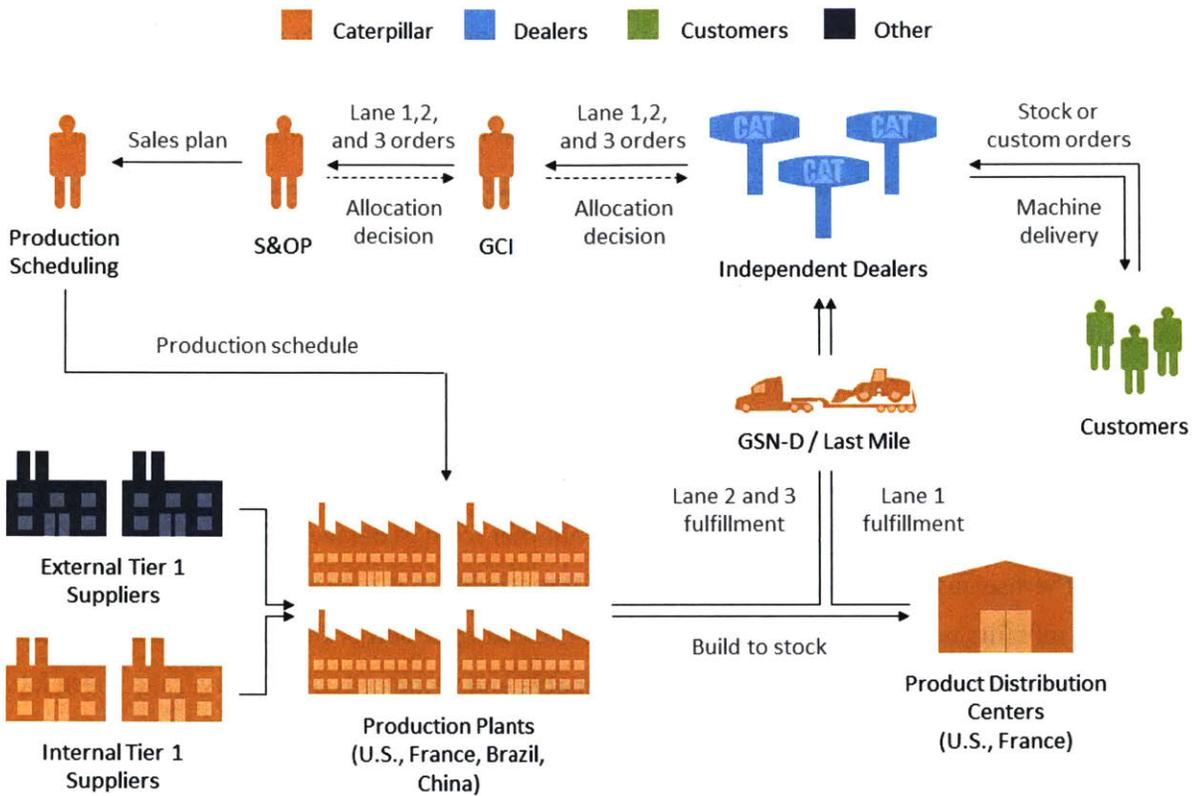 Caterpillar
Dealers
Customers
Other
Sales plan
Lane 1,2,
and 3 orders
Lane 1,2,
and 3 orders
Stock or
custom orders
CAT
CAT
CAT
Allocation
decision
Allocation
decision
Machine
delivery
Production
Scheduling
S&OP
GCI
Independent Dealers
Production schedule
Customers
GSN-D / Last Mile
Lane 2 and 3
fulfillment
Lane 1
fulfillment
External Tier 1
Suppliers
Build to stock
Product Distribution
Centers
(U.S., France)
Production Plants
(U.S., France, Brazil,
China)
Internal Tier 1
Suppliers